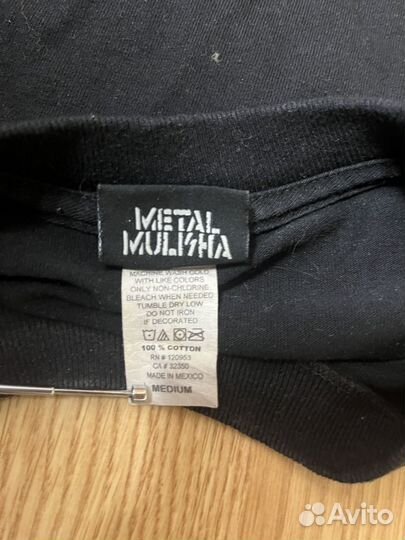 METAL
MULISHA
MACHINE WASH COLD
WITH LIKE COLORS
ONLY NON-CHLORINE
BLEACH WHEN NEEDED
TUMBLE DRY LOW
DO NOT IRON
IF DECORATED
100 % COTTON
RN # 120953
CA # 32350
MADE IN MEXICO
MEDIUM
Avito